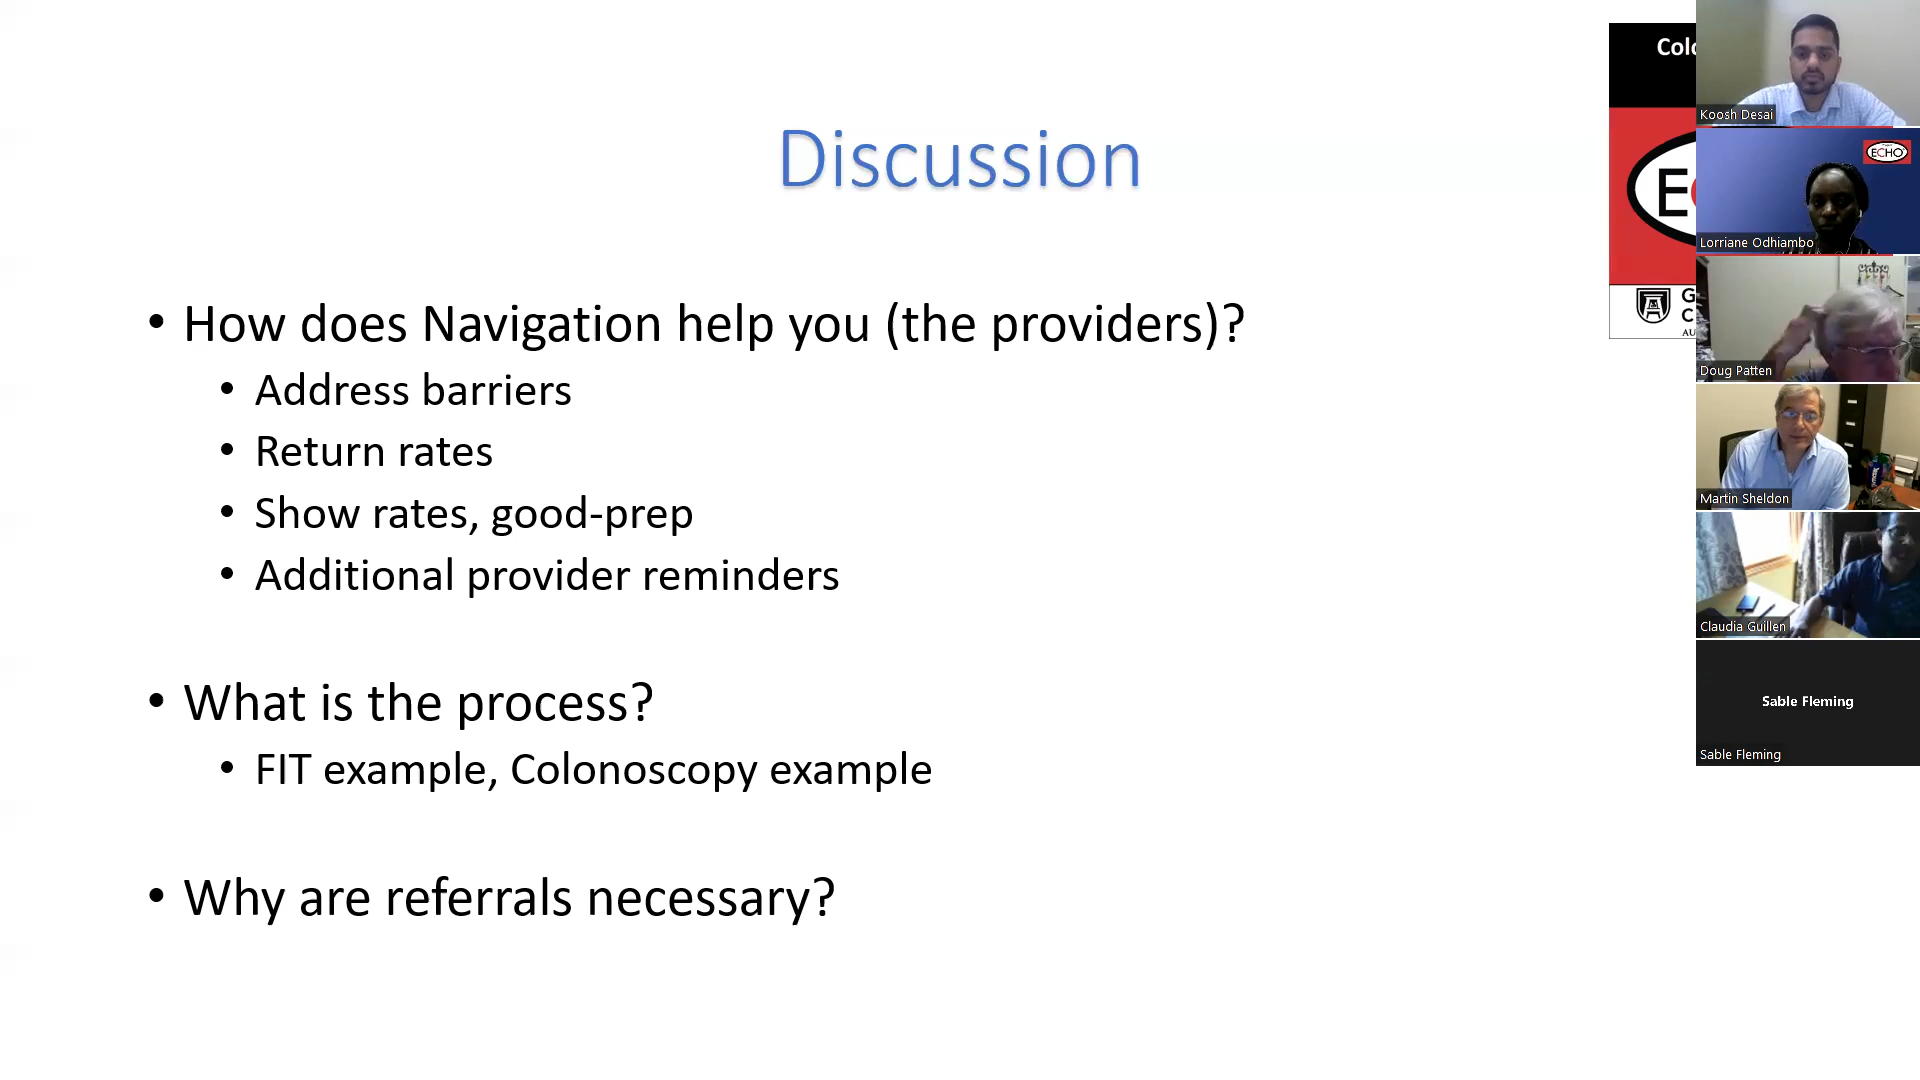 Discussion
• How does Navigation help you (the providers)?
• Address barriers
• Return rates
• Show rates, good-prep
• Additional provider reminders
• What is the process?
• FIT example, Colonoscopy example
• Why are referrals necessary?
Koosh Desai
ECHO
Lorriane Odhiambo
Doug Patten
Martin Sheldon
Claudia Guillen
Sable Fleming
Sable Fleming